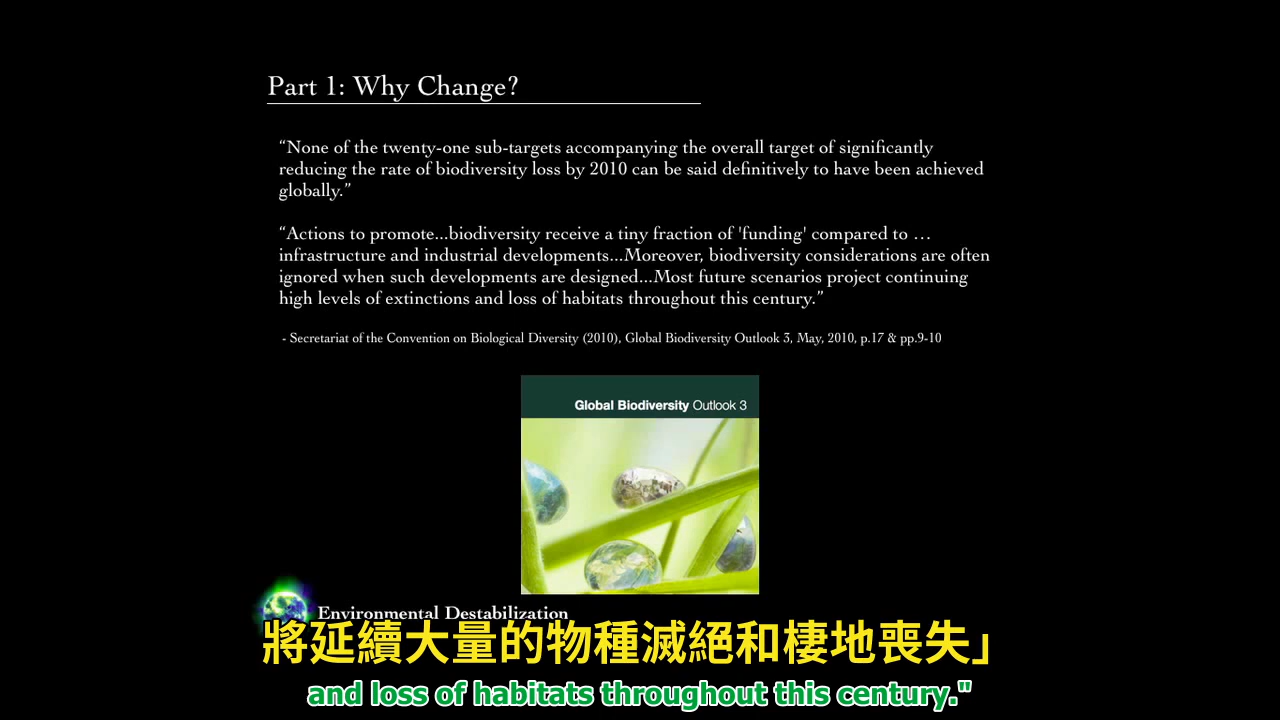 Part 1: Why Change?
“None of the twenty-one sub-targets accompanying the overall target of significantly
reducing the rate of biodiversity loss by 2010 can be said definitively to have been achieved
globally.”
“Actions to promote...biodiversity receive a tiny fraction of 'funding' compared to …
infrastructure and industrial developments...Moreover, biodiversity considerations are often
ignored when such developments are designed...Most future scenarios project continuing
high levels of extinctions and loss of habitats throughout this century.”
- Secretariat of the Convention on Biological Diversity (2010), Global Biodiversity Outlook 3, May, 2010, p.17 & pp.9-10
Global Biodiversity Outlook 3
Environmental Destabilization
將延續大量的物種滅絕和棲地喪失」
and loss of habitats throughout this century."